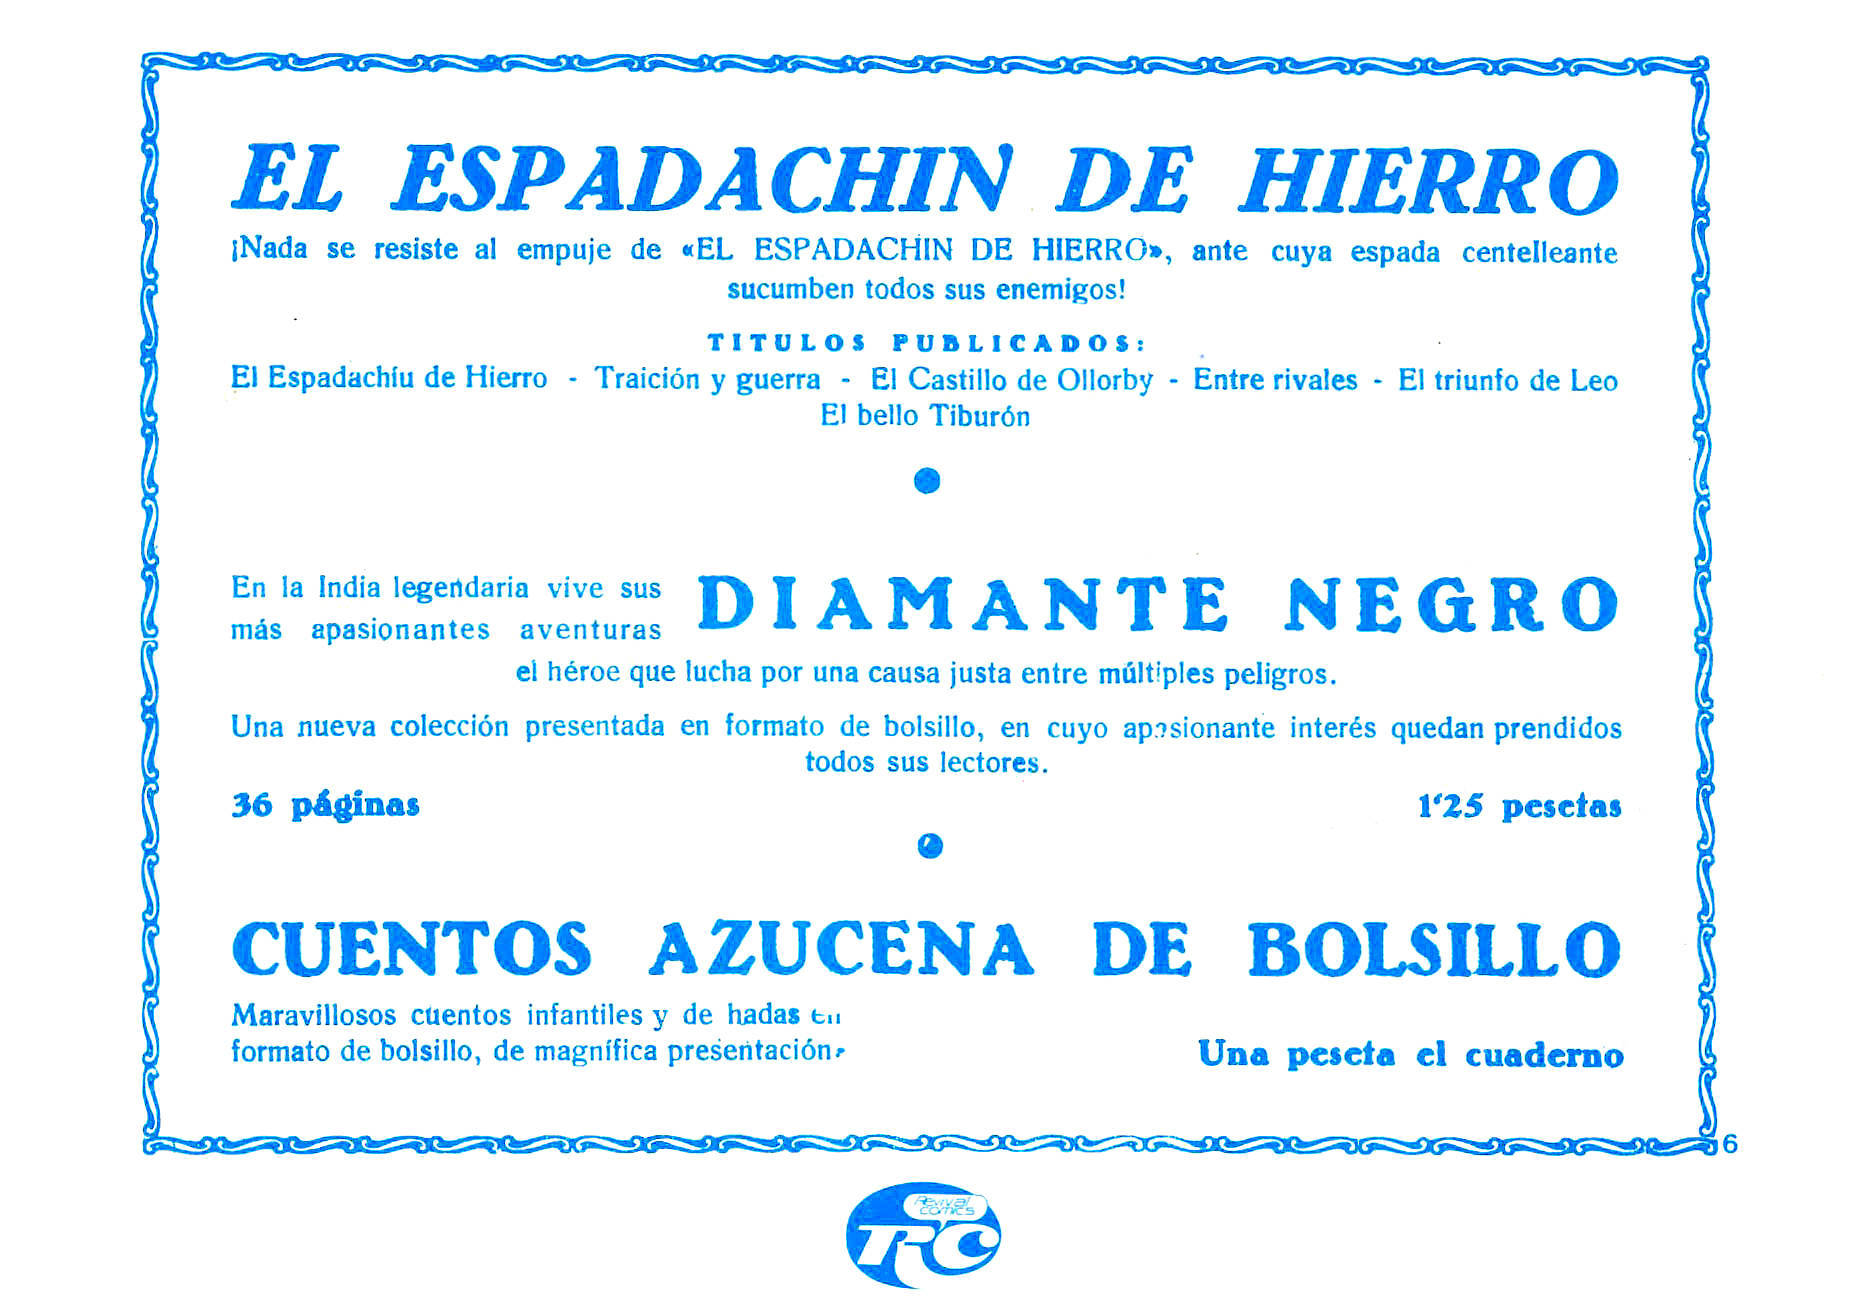 EL ESPADACHIN DE HIERRO
¡Nada se resiste al empuje de «EL ESPADACHIN DE HIERRO», ante cuya espada centelleante
sucumben todos sus enemigos!
TITULOS PUBLICADOS:
El Espadachíu de Hierro - Traición y guerra - El Castillo de Ollorby - Entre rivales - El triunfo de Leo
El bello Tiburón
En la India legendaria vive sus
más apasionantes aventuras
DIAMANTE NEGRO
el héroe que lucha por una causa justa entre múltiples peligros.
Una nueva colección presentada en formato de bolsillo, en cuyo apasionante interés quedan prendidos
todos sus lectores.
36 páginas 1'25 pesetas
CUENTOS AZUCENA DE BOLSILLO
Maravillosos cuentos infantiles y de hadas en
formato de bolsillo, de magnífica presentación.
Una peseta el cuaderno
6
Revival
comics
TRC